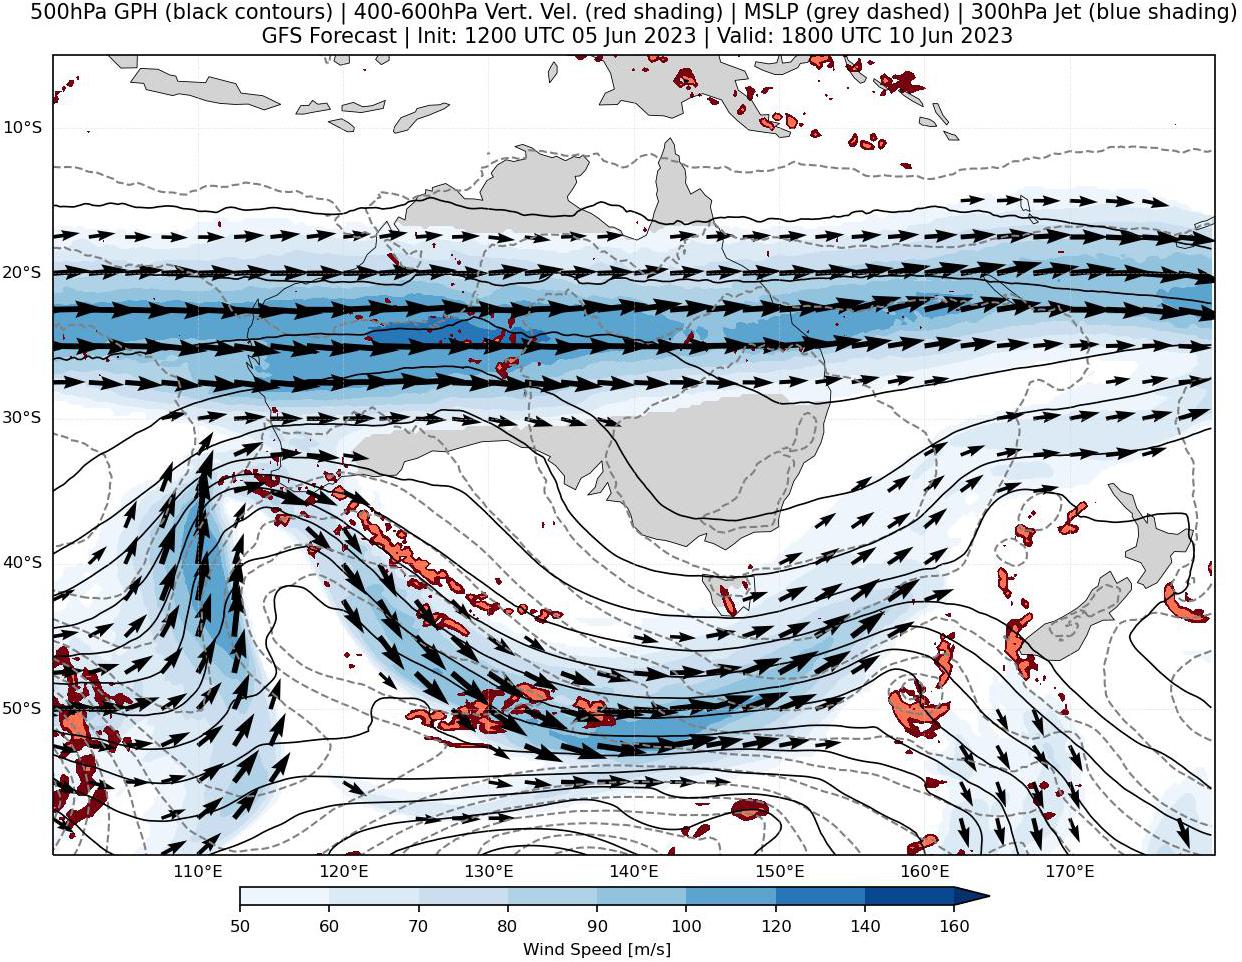 500hPa GPH (black contours) | 400-600hPa Vert. Vel. (red shading) | MSLP (grey dashed) | 300hPa Jet (blue shading)
GFS Forecast | Init: 1200 UTC 05 Jun 2023 | Valid: 1800 UTC 10 Jun 2023
10°S
20°S
30°S
40°S
50°S
110°E 120°E 130°E 140°E 150°E 160°E 170°E
50 60 70 80 90 100 120 140 160
Wind Speed [m/s]